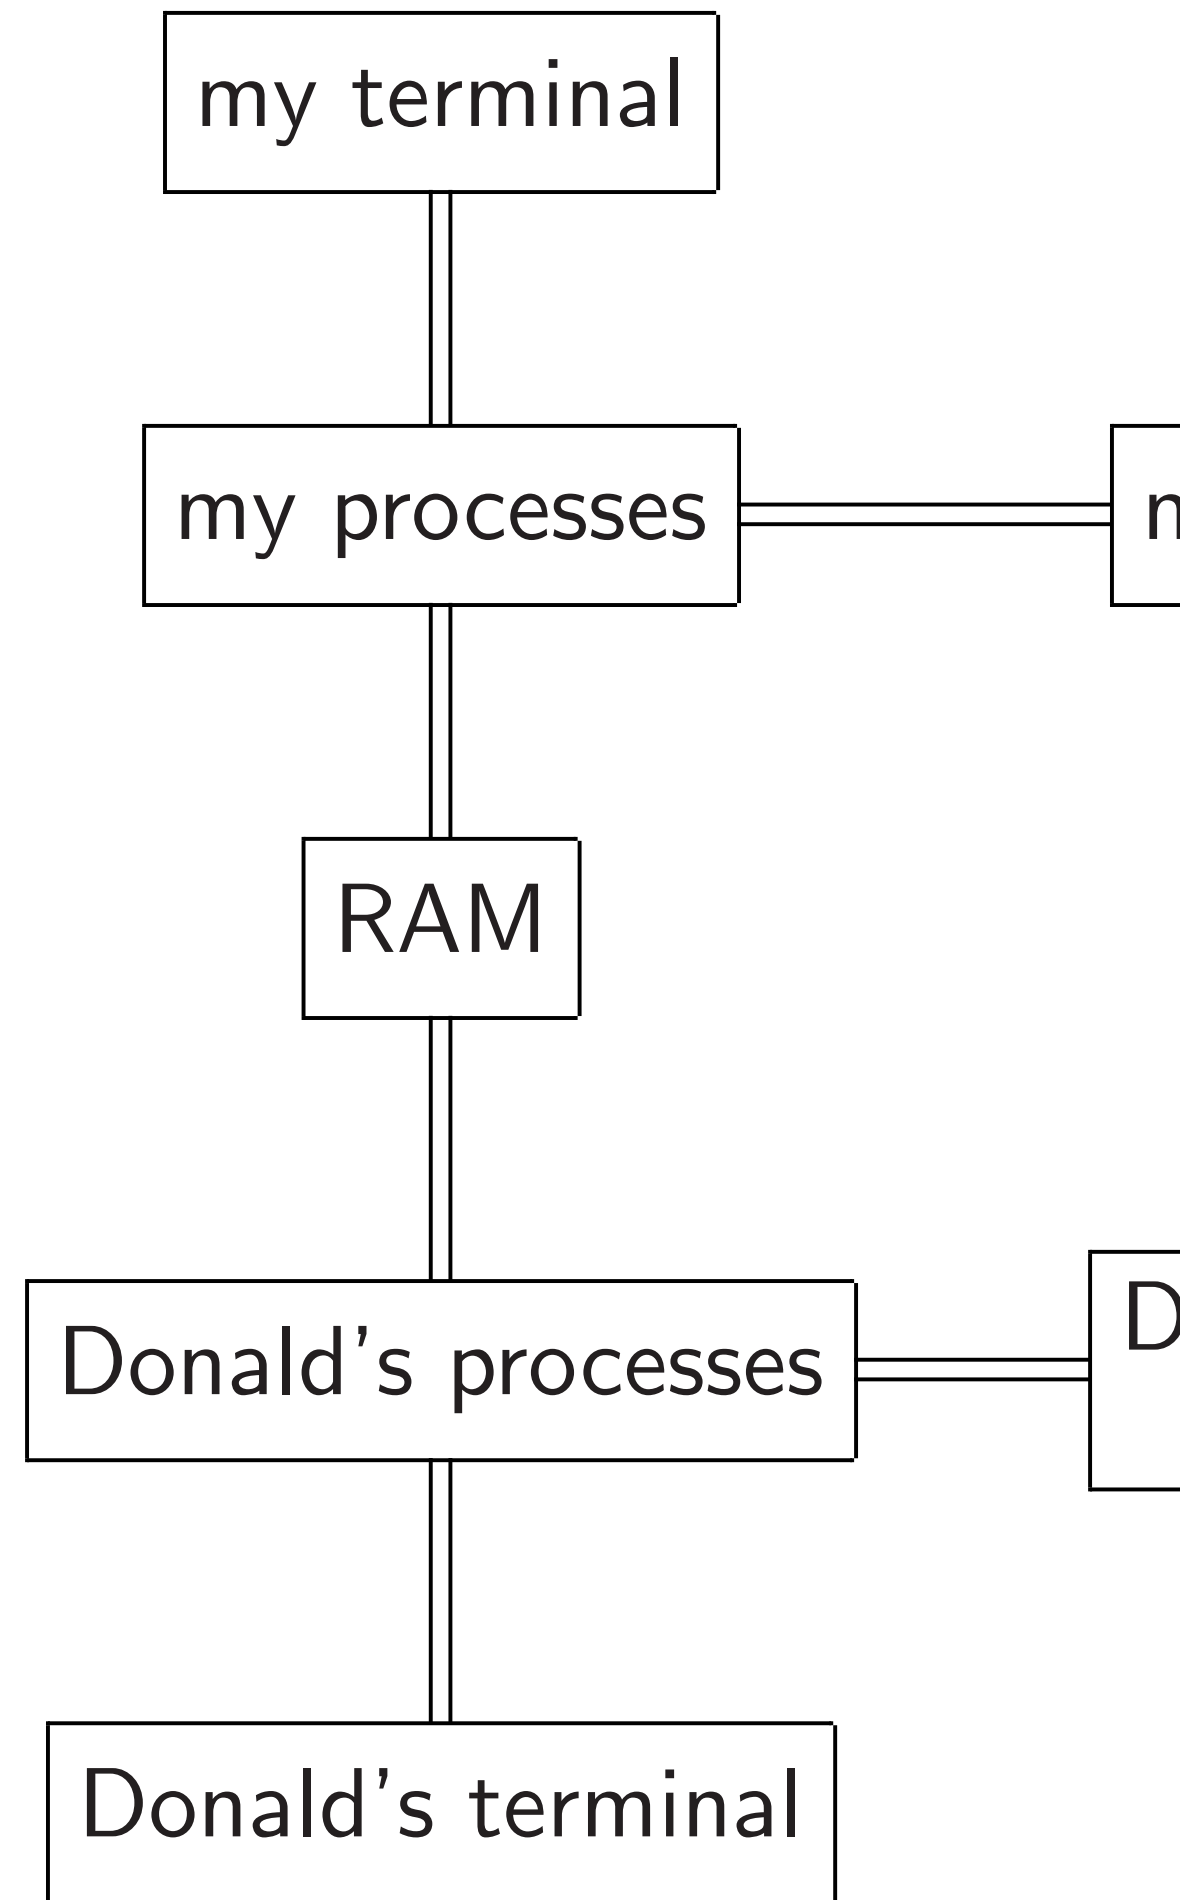 my terminal
my processes
RAM
Donald's processes
Donald's terminal